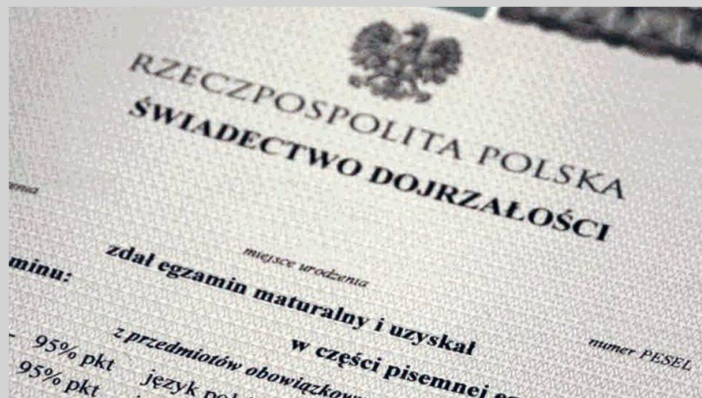 RZECZPOSPOLITA POLSKA
ŚWIADECTWO DOJRZAŁOŚCI
miejsce urodzenia
numer PESEL
zdał egzamin maturalny i uzyskał
minu:
w części pisemnej
z przedmiotów
95% pkt język
95% pkt